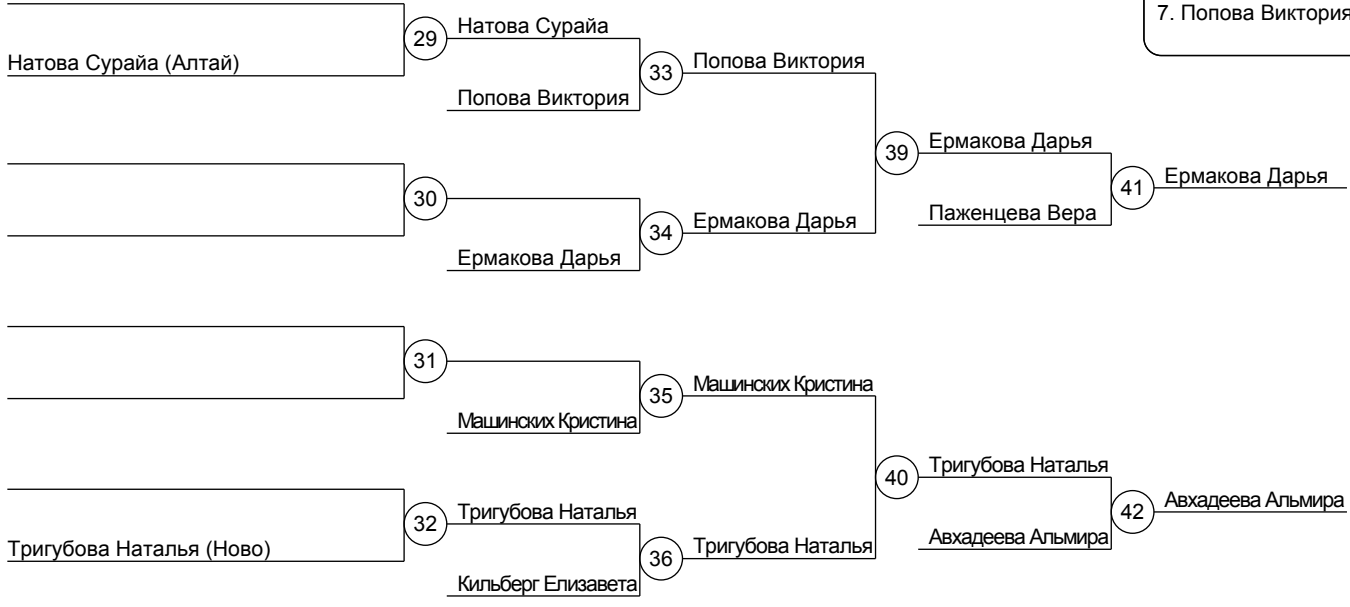 7. Попова Виктория
29
Натова Сурайа
Натова Сурайа (Алтай)
33
Попова Виктория
Попова Виктория
39
Ермакова Дарья
30
41
Ермакова Дарья
34
Ермакова Дарья
Паженцева Вера
Ермакова Дарья
31
35
Машинских Кристина
Машинских Кристина
40
Тригубова Наталья
32
Тригубова Наталья
42
Авхадеева Альмира
Тригубова Наталья (Ново)
36
Тригубова Наталья
Авхадеева Альмира
Кильберг Елизавета